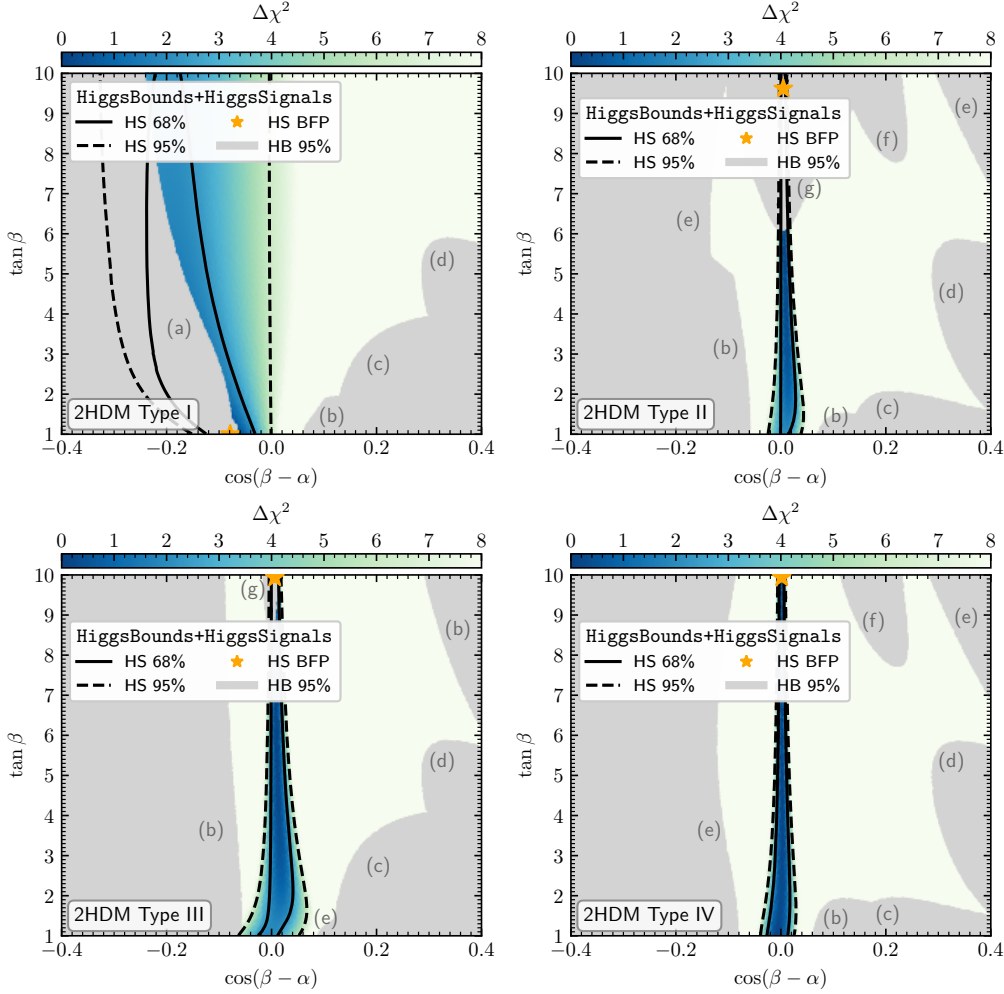 Δχ²
0 1 2 3 4 5 6 7 8
10
9
8
7
6
5
4
3
2
1
tan β
HiggsBounds+HiggsSignals
HS 68%
HS BFP
HS 95%
HB 95%
(a)
(d)
(c)
(b)
2HDM Type I
−0.4 −0.2 0.0 0.2 0.4
cos(β − α)
Δχ²
0 1 2 3 4 5 6 7 8
10
9
8
7
6
5
4
3
2
1
tan β
HiggsBounds+HiggsSignals
HS 68%
HS BFP
HS 95%
HB 95%
(e)
(f)
(g)
(e)
(d)
(b)
(c)
(b)
2HDM Type II
−0.4 −0.2 0.0 0.2 0.4
cos(β − α)
Δχ²
0 1 2 3 4 5 6 7 8
10
9
8
7
6
5
4
3
2
1
tan β
(g)
HiggsBounds+HiggsSignals
HS 68%
HS BFP
HS 95%
HB 95%
(b)
(d)
(b)
(c)
(e)
2HDM Type III
−0.4 −0.2 0.0 0.2 0.4
cos(β − α)
Δχ²
0 1 2 3 4 5 6 7 8
10
9
8
7
6
5
4
3
2
1
tan β
HiggsBounds+HiggsSignals
HS 68%
HS BFP
HS 95%
HB 95%
(e)
(f)
(d)
(e)
(b)
(c)
2HDM Type IV
−0.4 −0.2 0.0 0.2 0.4
cos(β − α)